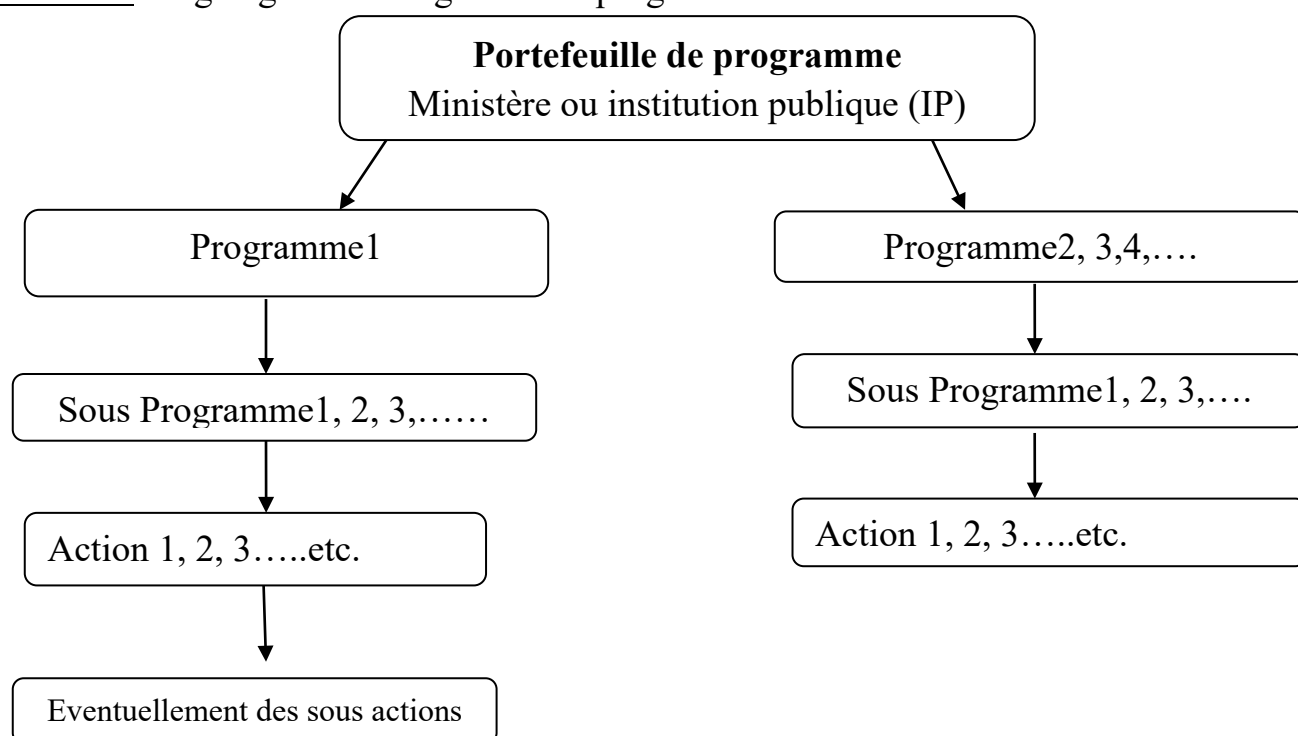 Portefeuille de programme
Ministère ou institution publique (IP)
Programme1
Programme2, 3,4,….
Sous Programme1, 2, 3,……
Sous Programme1, 2, 3,….
Action 1, 2, 3…..etc.
Action 1, 2, 3…..etc.
Eventuellement des sous actions